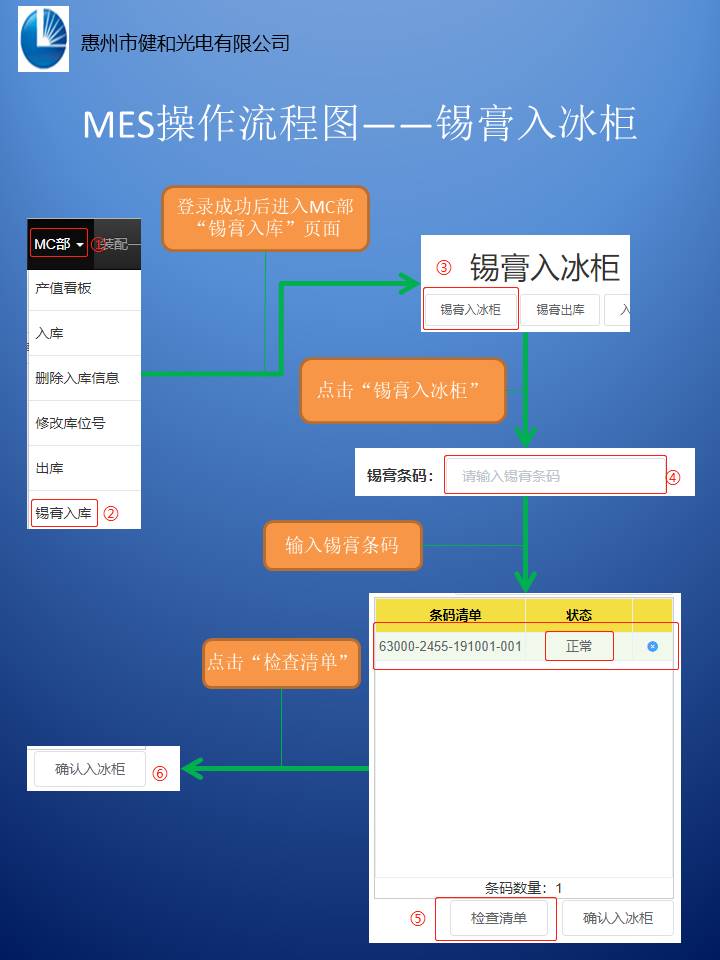 惠州市健和光电有限公司
MES操作流程图——锡膏入冰柜
登录成功后进入MC部
“锡膏入库”页面
MC部 ① 装配一
产值看板
入库
删除入库信息
修改库位号
出库
锡膏入库 ②
③ 锡膏入冰柜
锡膏入冰柜 锡膏出库 入
点击“锡膏入冰柜”
锡膏条码： 请输入锡膏条码 ④
输入锡膏条码
条码清单 状态
63000-2455-191001-001 正常
点击“检查清单”
确认入冰柜 ⑥
条码数量：1
⑤ 检查清单 确认入冰柜